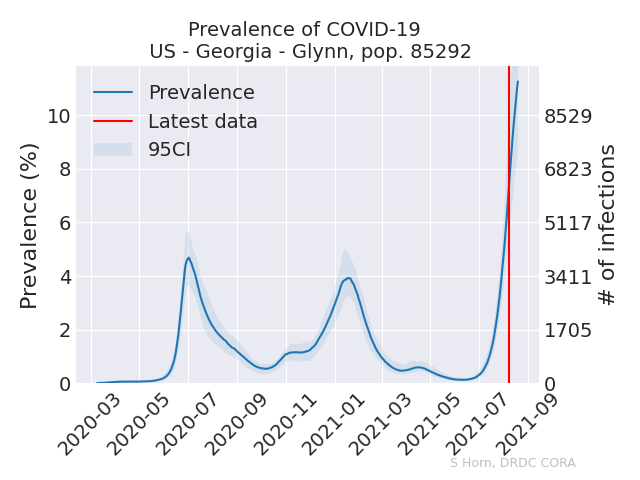 Prevalence of COVID-19
US - Georgia - Glynn, pop. 85292
Prevalence
Latest data
95CI
Prevalence (%)
10
8
6
4
2
0
8529
6823
5117
3411
1705
0
# of infections
2020-03
2020-05
2020-07
2020-09
2020-11
2021-01
2021-03
2021-05
2021-07
2021-09
S Horn, DRDC CORA